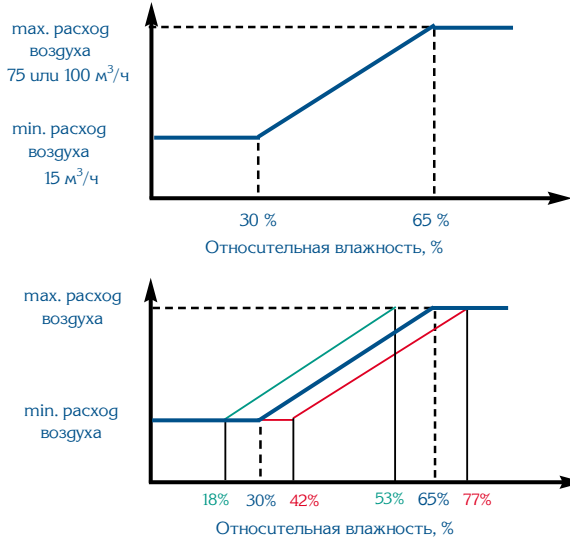 max. расход
воздуха
75 или 100 м³/ч
min. расход
воздуха
15 м³/ч
30 % 65 %
Относительная влажность, %
max. расход
воздуха
min. расход
воздуха
18% 30% 42% 53% 65% 77%
Относительная влажность, %